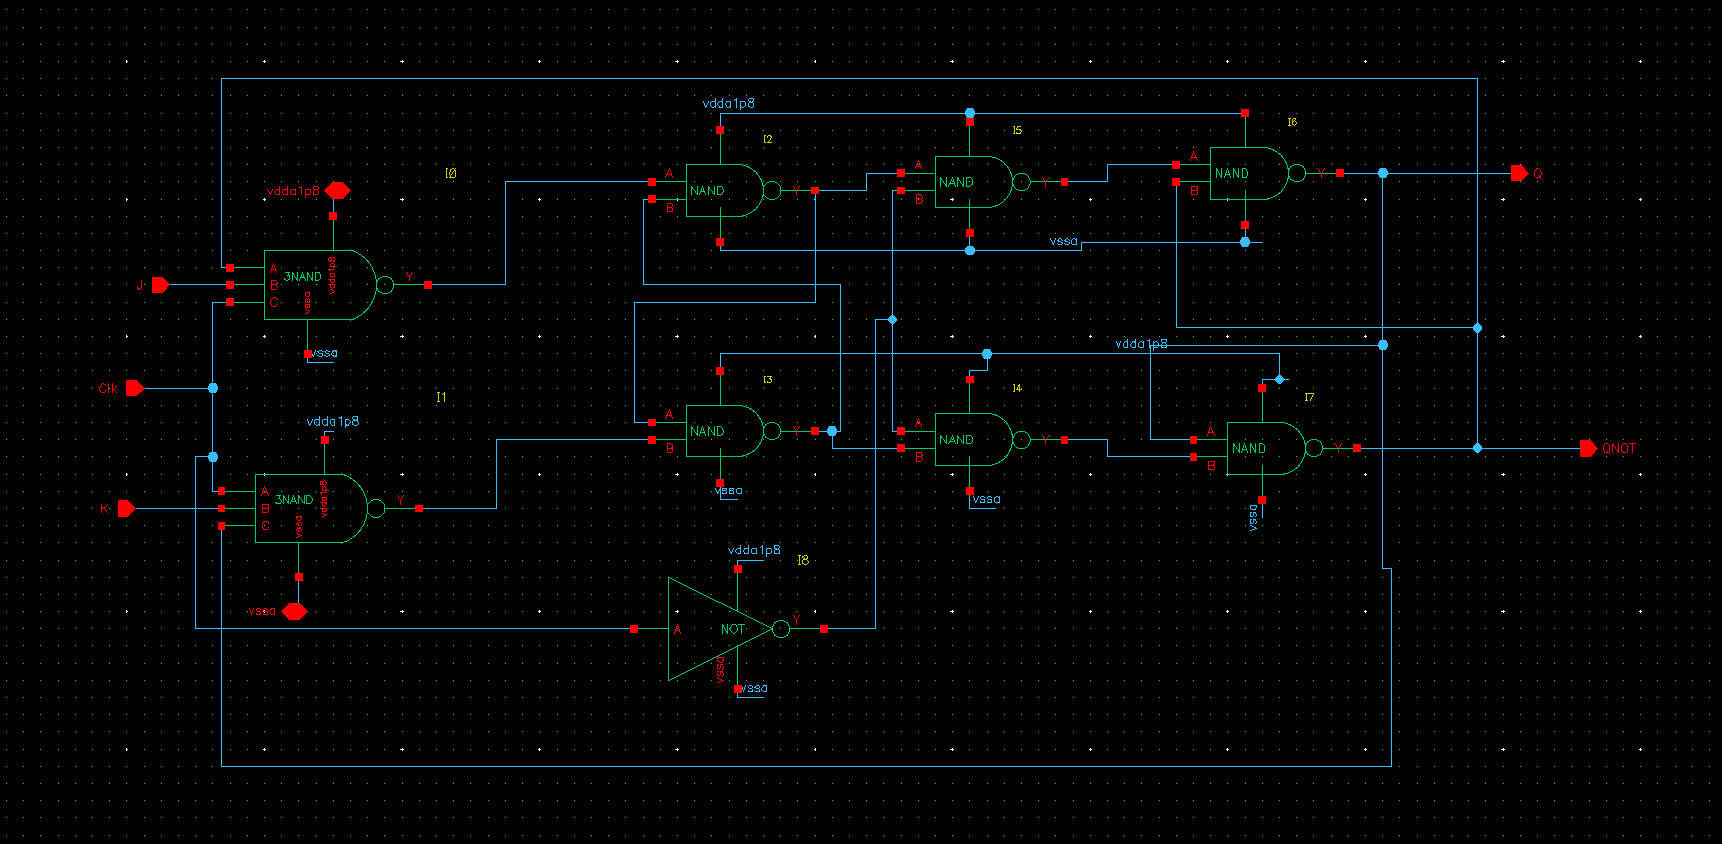 vdda1p8
I2
I5
I6
A
NAND
Y
B
A
NAND
Y
B
A
NAND
Y
B
Q
I0
vdda1p8
vssa
J
A
B
C
3NAND
vdda1p8
vssa
Y
vssa
Clk
I1
vdda1p8
K
A
B
C
3NAND
vdda1p8
vssa
Y
vssa
I3
A
NAND
Y
B
vssa
I4
A
NAND
Y
B
vssa
vdda1p8
I7
A
NAND
Y
B
vssa
QNOT
vdda1p8
I8
A
NOT
Y
vssa